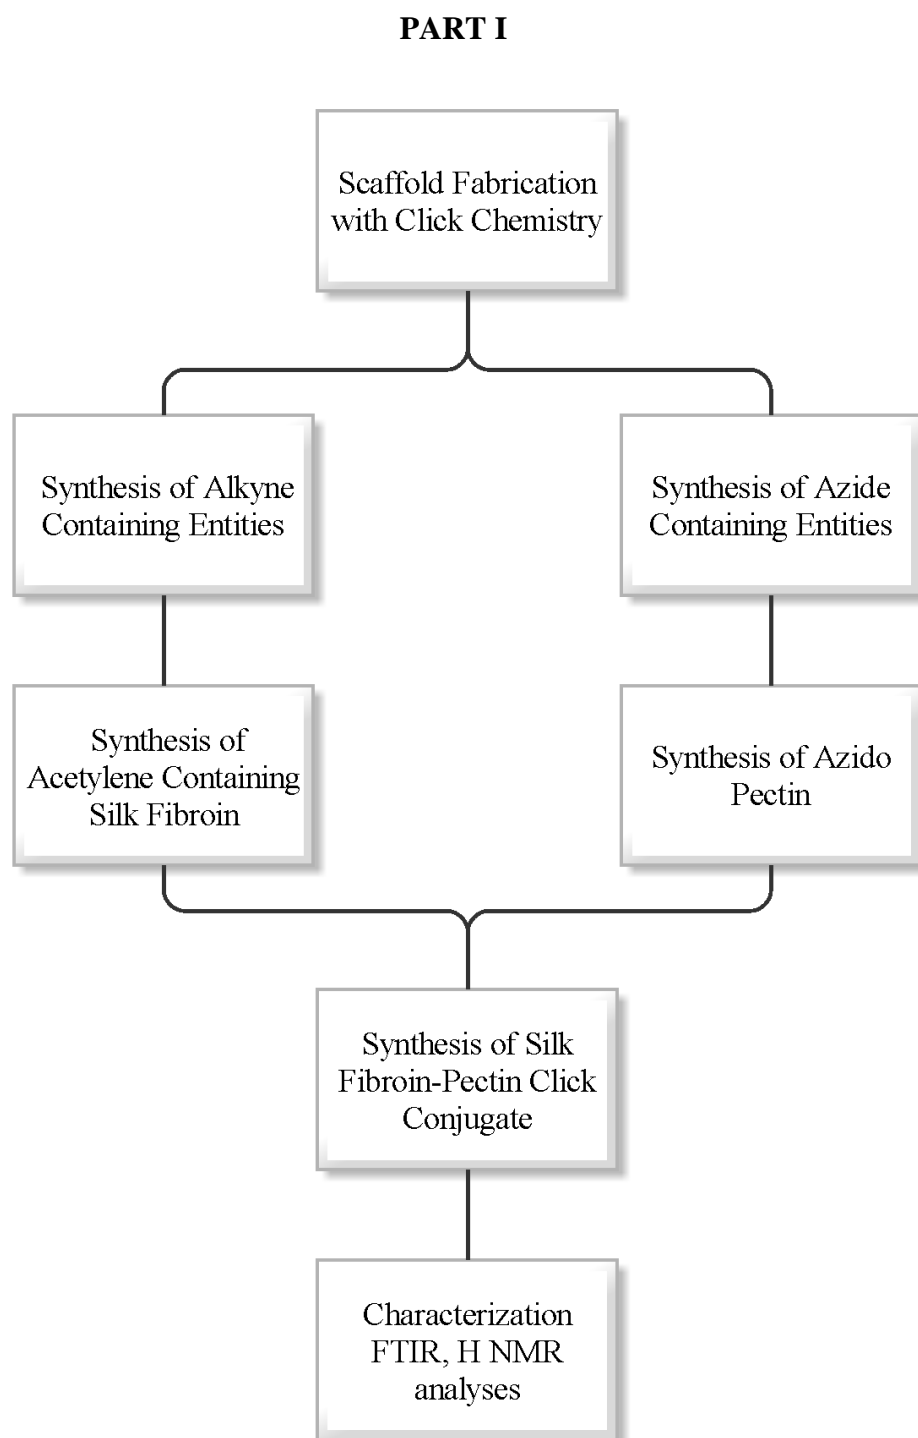 PART I
Scaffold Fabrication
with Click Chemistry
Synthesis of Alkyne
Containing Entities
Synthesis of Azide
Containing Entities
Synthesis of
Acetylene Containing
Silk Fibroin
Synthesis of Azido
Pectin
Synthesis of Silk
Fibroin-Pectin Click
Conjugate
Characterization
FTIR, H NMR
analyses